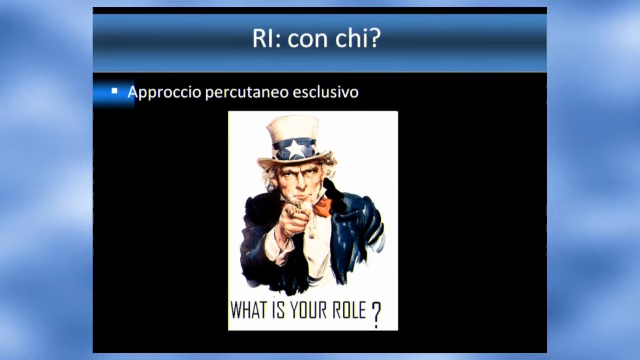 RI: con chi?
Approccio percutaneo esclusivo
WHAT IS YOUR ROLE ?